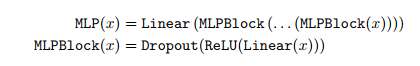 MLP(x) = Linear (MLPBlock (... (MLPBlock(x))))
MLPBlock(x) = Dropout(ReLU(Linear(x)))